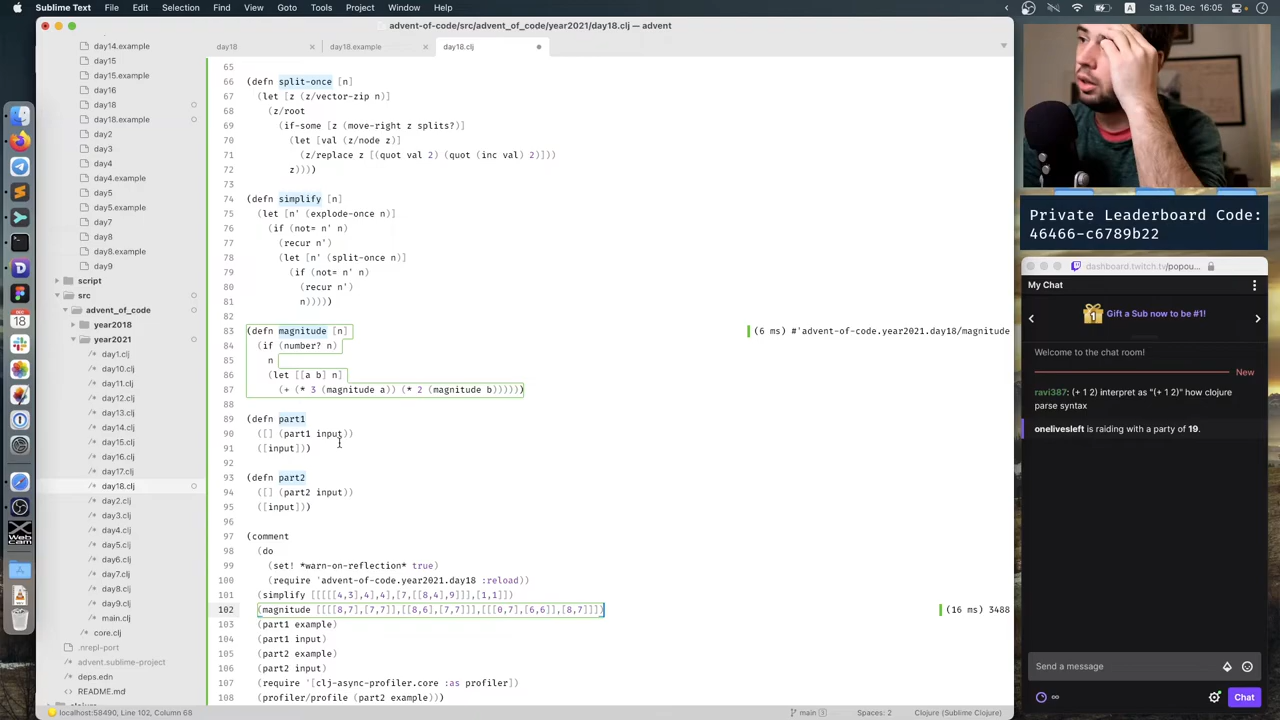 Sublime Text File Edit Selection Find View Goto Tools Project Window Help
Sat 18. Dec 16:05
advent-of-code/src/advent_of_code/year2021/day18.clj — advent
day18 day18.example day18.clj
day14.example
day15
day15.example
day16
day18
day18.example
day2
day3
day4
day4.example
day5
day5.example
day7
day8
day8.example
day9
script
src
advent_of_code
year2018
year2021
/* day1.clj
/* day10.clj
/* day11.clj
/* day12.clj
/* day13.clj
/* day14.clj
/* day15.clj
/* day16.clj
/* day17.clj
/* day18.clj
/* day2.clj
/* day3.clj
/* day4.clj
/* day5.clj
/* day6.clj
/* day7.clj
/* day8.clj
/* day9.clj
/* main.clj
/* core.clj
.nrepl-port
advent.sublime-project
deps.edn
README.md
65
66 (defn split-once [n]
67 (let [z (z/vector-zip n)]
68 (z/root
69 (if-some [z (move-right z splits?)]
70 (let [val (z/node z)]
71 (z/replace z [(quot val 2) (quot (inc val) 2)]))
72 z))))
73
74 (defn simplify [n]
75 (let [n' (explode-once n)]
76 (if (not= n' n)
77 (recur n')
78 (let [n' (split-once n)]
79 (if (not= n' n)
80 (recur n')
81 n)))))
82
83 (defn magnitude [n] (6 ms) #'advent-of-code.year2021.day18/magnitude
84 (if (number? n)
85 n
86 (let [[a b] n]
87 (+ (* 3 (magnitude a)) (* 2 (magnitude b))))))
88
89 (defn part1
90 ([] (part1 input))
91 ([input]))
92
93 (defn part2
94 ([] (part2 input))
95 ([input]))
96
97 (comment
98 (do
99 (set! *warn-on-reflection* true)
100 (require 'advent-of-code.year2021.day18 :reload))
101 (simplify [[[[[4,3],4],4],[7,[[8,4],9]]],[1,1]])
102 (magnitude [[[[8,7],[7,7]],[[8,6],[7,7]]],[[[0,7],[6,6]],[8,7]]]) (16 ms) 3488
103 (part1 example)
104 (part1 input)
105 (part2 example)
106 (part2 input)
107 (require '[clj-async-profiler.core :as profiler])
108 (profiler/profile (part2 example)))
localhost:58490, Line 102, Column 68 main 3 Spaces: 2 Clojure (Sublime Clojure)
Private Leaderboard Code:
46466-c6789b22
dashboard.twitch.tv/popou...
My Chat
Gift a Sub now to be #1!
Welcome to the chat room!
New
ravi387: (+ 1 2) interpret as "(+ 1 2)" how clojure
parse syntax
onelivesleft is raiding with a party of 19.
Send a message
Chat